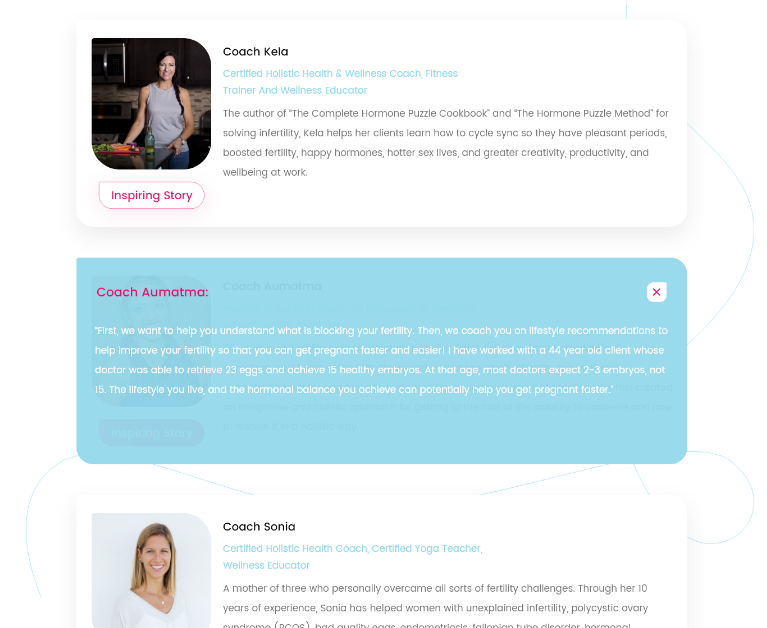 Coach Kela
Certified Holistic Health & Wellness Coach, Fitness
Trainer And Wellness Educator
The author of “The Complete Hormone Puzzle Cookbook” and “The Hormone Puzzle Method” for
solving infertility, Kela helps her clients learn how to cycle sync so they have pleasant periods,
boosted fertility, happy hormones, hotter sex lives, and greater creativity, productivity, and
wellbeing at work.
Inspiring Story
Coach Aumatma
Coach Aumatma:
"First, we want to help you understand what is blocking your fertility. Then, we coach you on lifestyle recommendations to
help improve your fertility so that you can get pregnant faster and easier! I have worked with a 44 year old client whose
doctor was able to retrieve 23 eggs and achieve 15 healthy embryos. At that age, most doctors expect 2-3 embryos, not
15. The lifestyle you live, and the hormonal balance you achieve can potentially help you get pregnant faster."
Inspiring Story
Coach Sonia
Certified Holistic Health Coach, Certified Yoga Teacher,
Wellness Educator
A mother of three who personally overcame all sorts of fertility challenges. Through her 10
years of experience, Sonia has helped women with unexplained infertility, polycystic ovary
syndrome (PCOS), bad quality eggs, endometriosis, fallopian tube disorder, hormonal